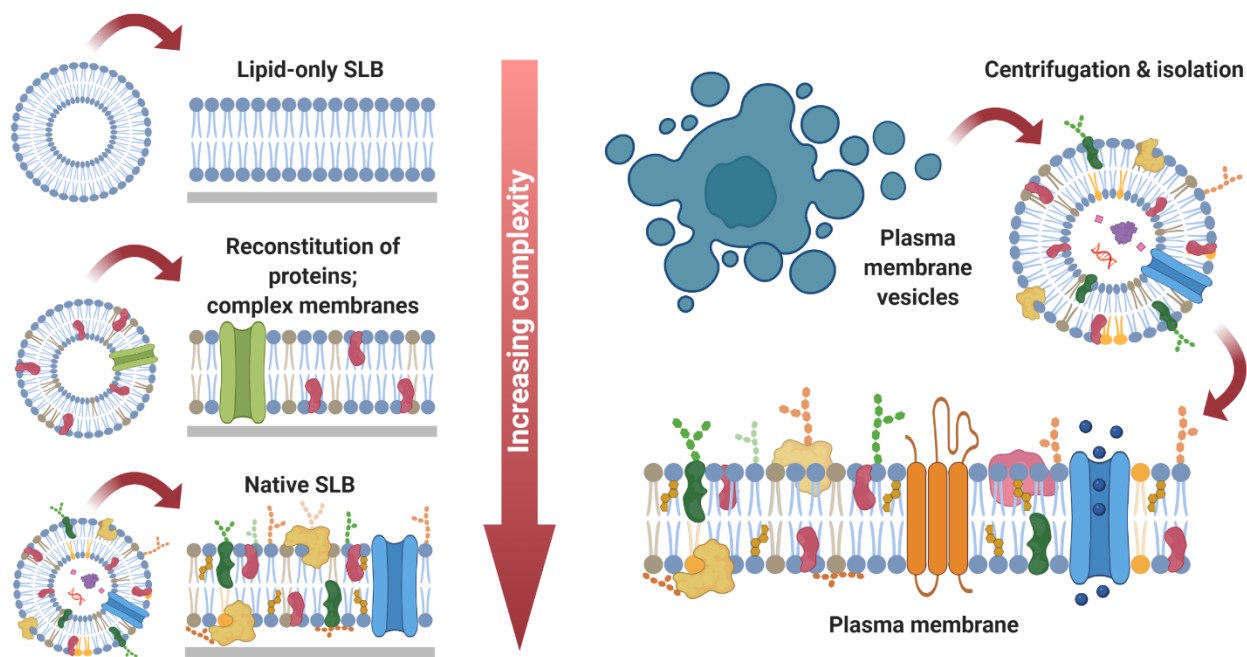 Lipid-only SLB
Reconstitution of
proteins;
complex membranes
Native SLB
Increasing complexity
Centrifugation & isolation
Plasma
membrane
vesicles
Plasma membrane